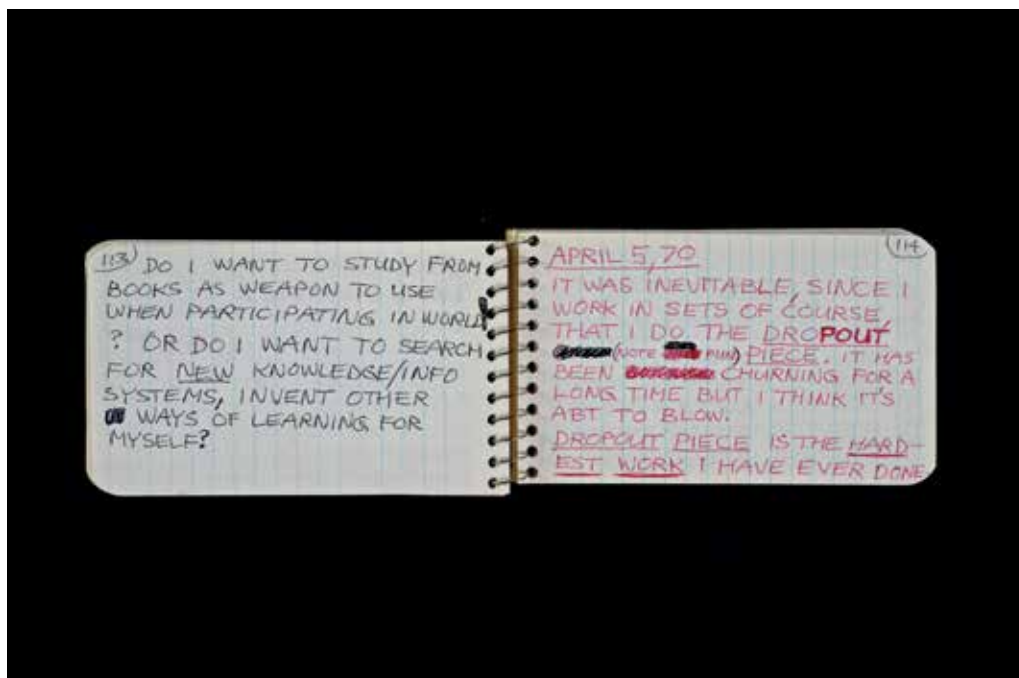 113 DO I WANT TO STUDY FROM
BOOKS AS WEAPON TO USE
WHEN PARTICIPATING IN WORLD
? OR DO I WANT TO SEARCH
FOR NEW KNOWLEDGE/INFO
SYSTEMS, INVENT OTHER
WAYS OF LEARNING FOR
MYSELF?
114
APRIL 5, 70
IT WAS INEVITABLE, SINCE I
WORK IN SETS OF COURSE,
THAT I DO THE DROPOUT
(NOTE PUN) PIECE. IT HAS
BEEN CHURNING FOR A
LONG TIME BUT I THINK IT'S
ABT TO BLOW.
DROPOUT PIECE IS THE HARD-
EST WORK I HAVE EVER DONE